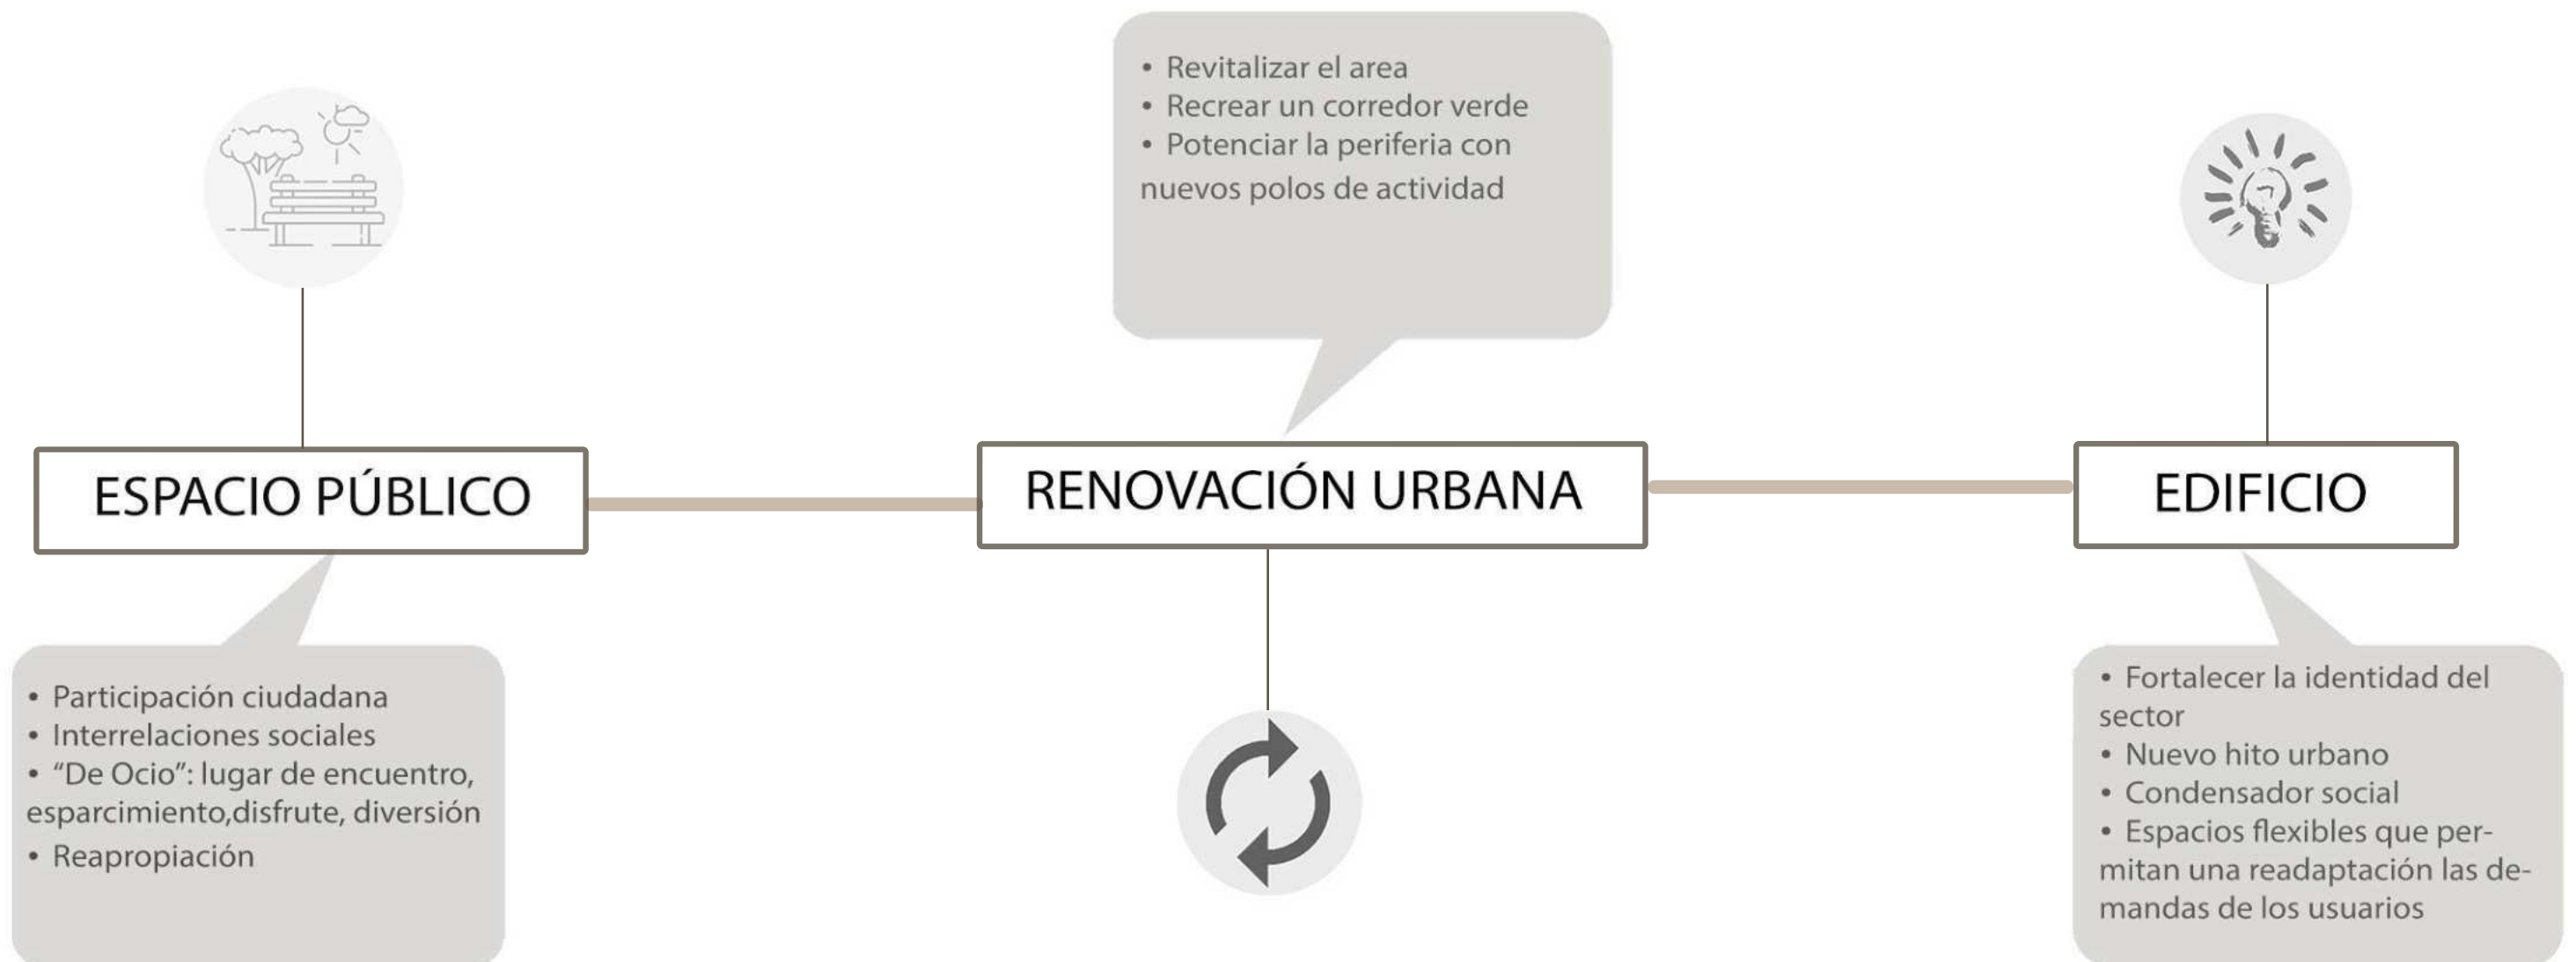 ESPACIO PÚBLICO
• Participación ciudadana
• Interrelaciones sociales
• “De Ocio”: lugar de encuentro,
esparcimiento,disfrute, diversión
• Reapropiación
• Revitalizar el area
• Recrear un corredor verde
• Potenciar la periferia con
nuevos polos de actividad
RENOVACIÓN URBANA
EDIFICIO
• Fortalecer la identidad del
sector
• Nuevo hito urbano
• Condensador social
• Espacios flexibles que per-
mitan una readaptación las de-
mandas de los usuarios